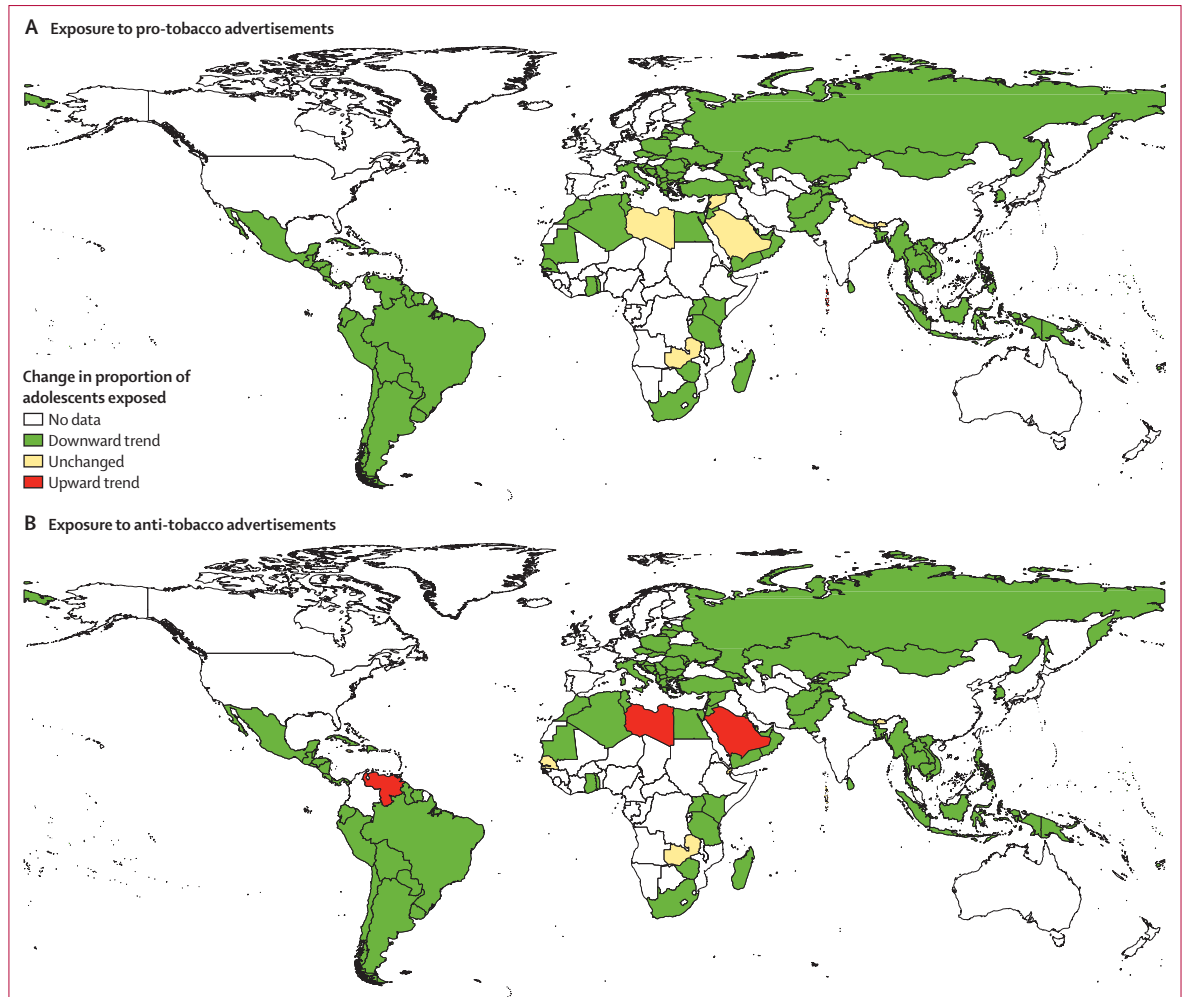 A Exposure to pro-tobacco advertisements
Change in proportion of
adolescents exposed
No data
Downward trend
Unchanged
Upward trend
B Exposure to anti-tobacco advertisements